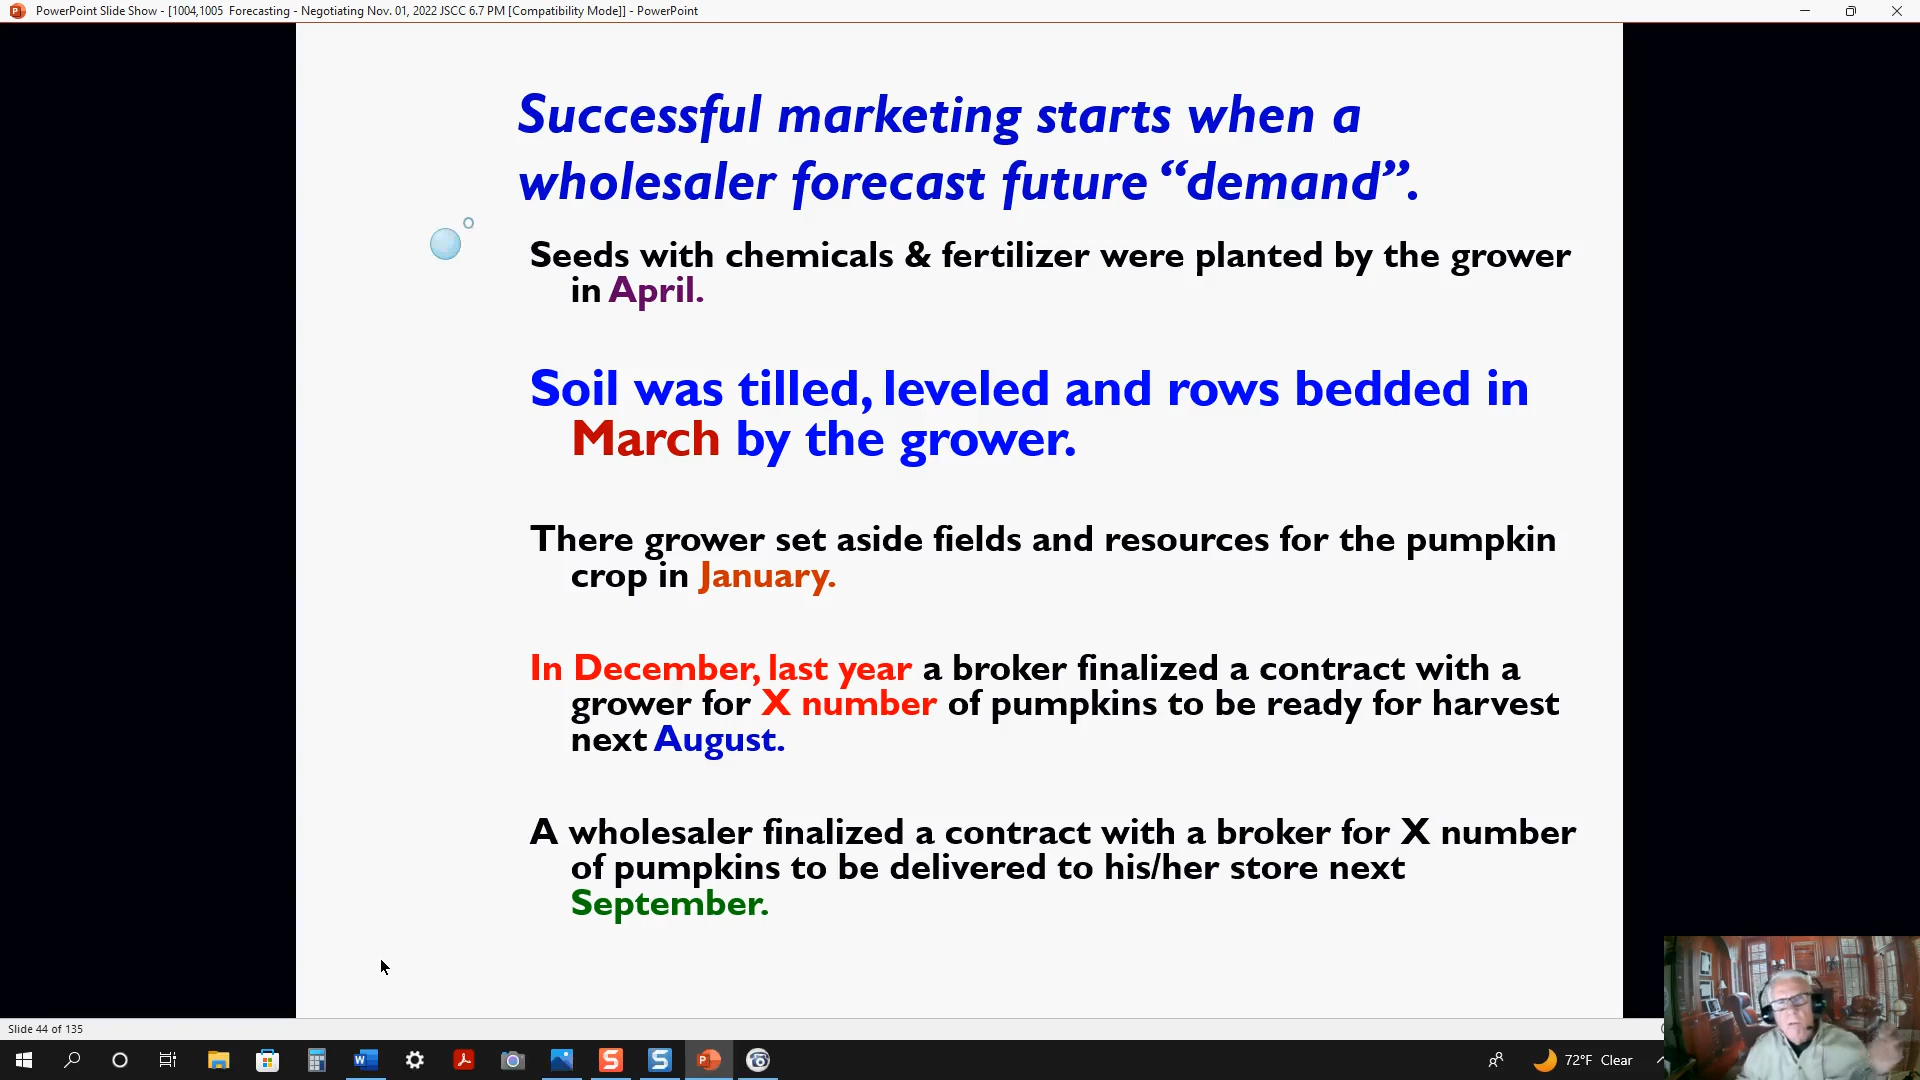 PowerPoint Slide Show - [1004,1005 Forecasting - Negotiating Nov. 01, 2022 JSCC 6.7 PM [Compatibility Mode]] - PowerPoint
Successful marketing starts when a
wholesaler forecast future “demand”.
Seeds with chemicals & fertilizer were planted by the grower
in April.
Soil was tilled, leveled and rows bedded in
March by the grower.
There grower set aside fields and resources for the pumpkin
crop in January.
In December, last year a broker finalized a contract with a
grower for X number of pumpkins to be ready for harvest
next August.
A wholesaler finalized a contract with a broker for X number
of pumpkins to be delivered to his/her store next
September.
Slide 44 of 135
72°F Clear